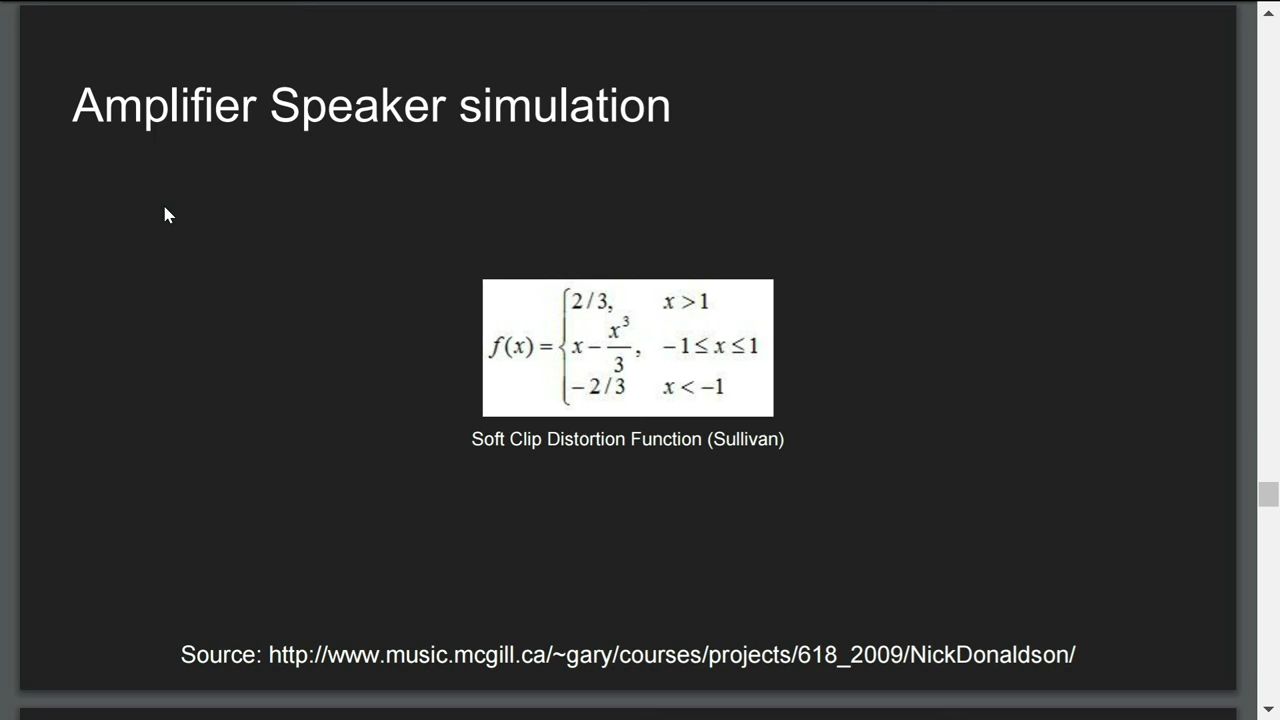 Amplifier Speaker simulation
f(x) = { 2/3, x > 1
x − x³/3, −1 ≤ x ≤ 1
− 2/3 x < −1
Soft Clip Distortion Function (Sullivan)
Source: http://www.music.mcgill.ca/~gary/courses/projects/618_2009/NickDonaldson/